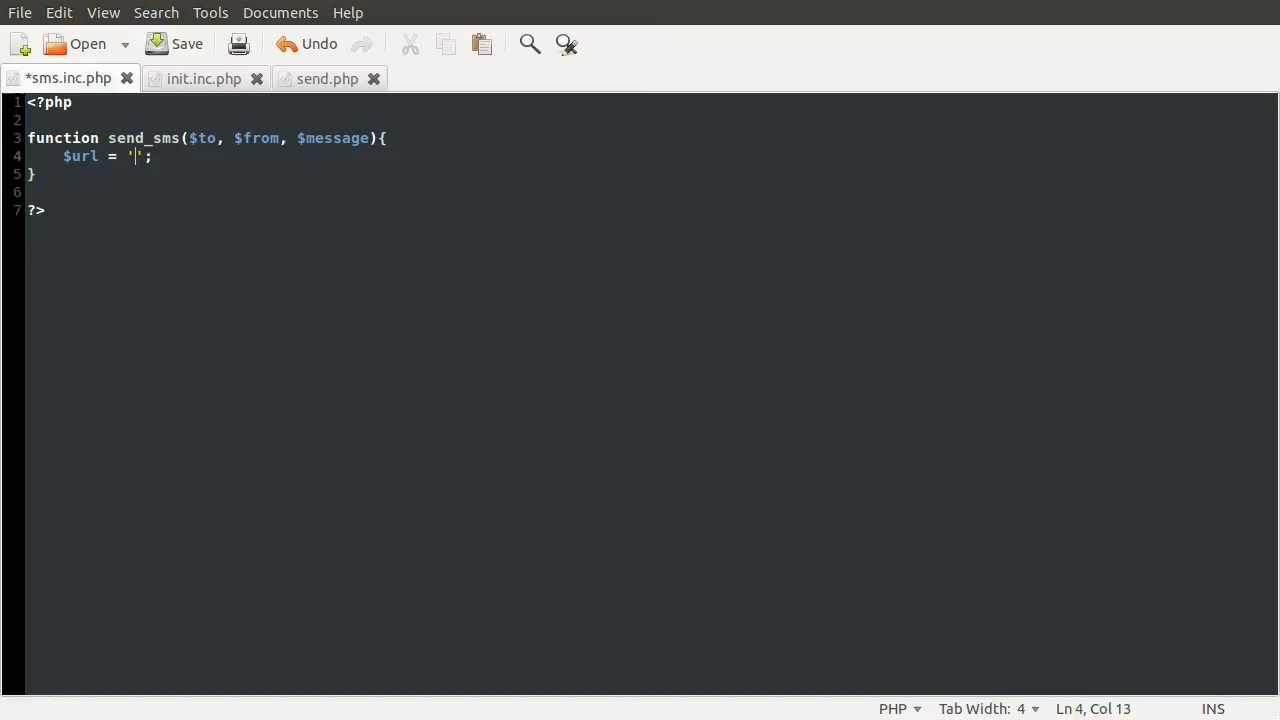 File Edit View Search Tools Documents Help
Open Save Undo
*sms.inc.php init.inc.php send.php
1 <?php
2
3 function send_sms($to, $from, $message){
4     $url = '';
5 }
6
7 ?>
PHP Tab Width: 4 Ln 4, Col 13 INS